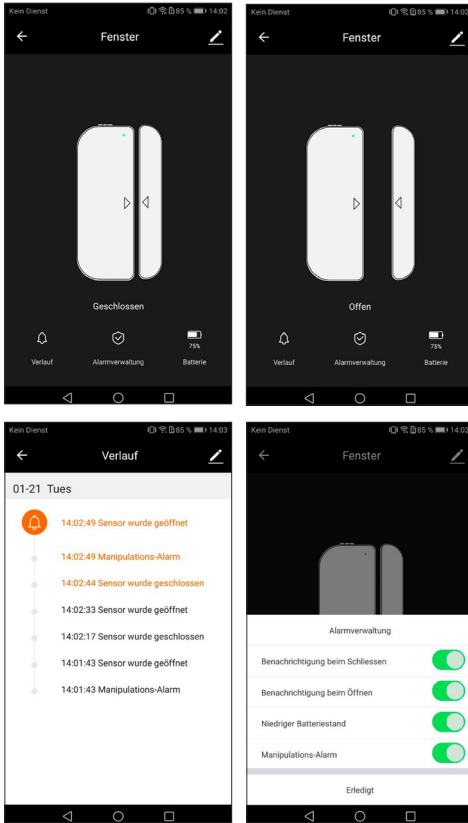 Kein Dienst 85 % 14:02
Fenster
Geschlossen
75%
Verlauf Alarmverwaltung Batterie
Kein Dienst 85 % 14:02
Fenster
Offen
75%
Verlauf Alarmverwaltung Batterie
Kein Dienst 85 % 14:03
Verlauf
01-21 Tues
14:02:49 Sensor wurde geöffnet
14:02:49 Manipulations-Alarm
14:02:44 Sensor wurde geschlossen
14:02:33 Sensor wurde geöffnet
14:02:17 Sensor wurde geschlossen
14:01:43 Sensor wurde geöffnet
14:01:43 Manipulations-Alarm
Kein Dienst 85 % 14:03
Fenster
Alarmverwaltung
Benachrichtigung beim Schliessen
Benachrichtigung beim Öffnen
Niedriger Batteriestand
Manipulations-Alarm
Erledigt